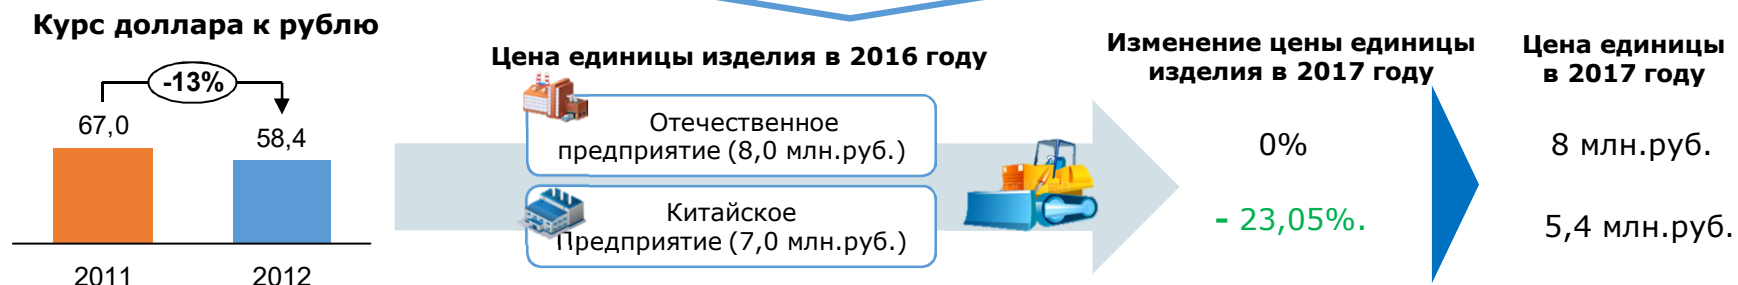 Курс доллара к рублю
-13%
67,0
58,4
2011
2012
Цена единицы изделия в 2016 году
Отечественное
предприятие (8,0 млн.руб.)
Китайское
Предприятие (7,0 млн.руб.)
Изменение цены единицы
изделия в 2017 году
0%
- 23,05%.
Цена единицы
в 2017 году
8 млн.руб.
5,4 млн.руб.